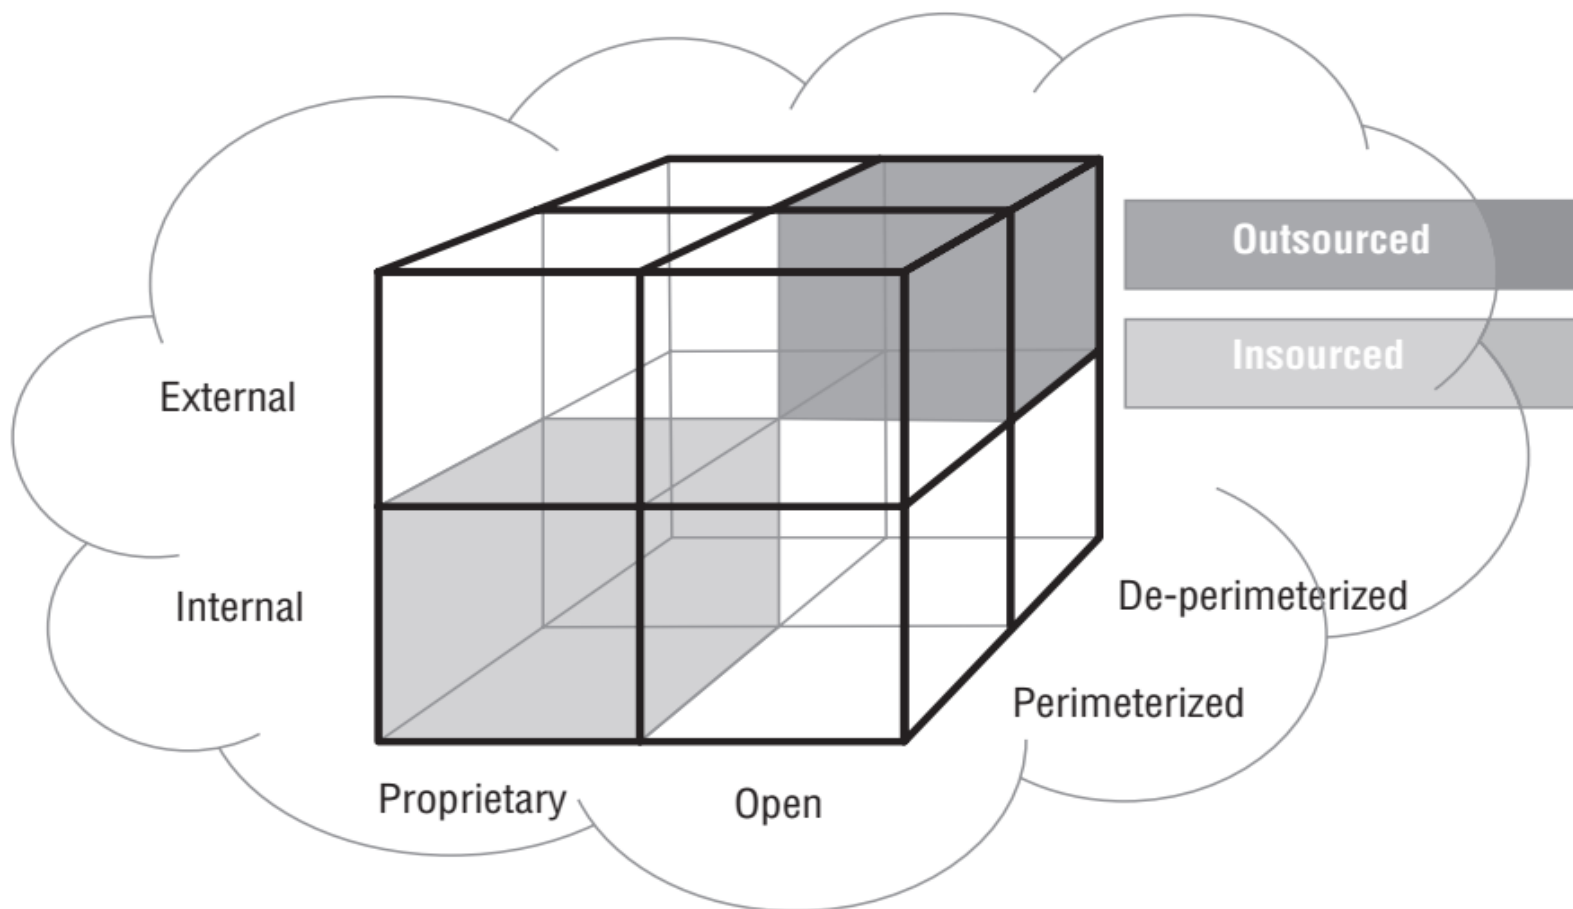 Outsourced
Insourced
External
Internal
De-perimeterized
Perimeterized
Proprietary
Open